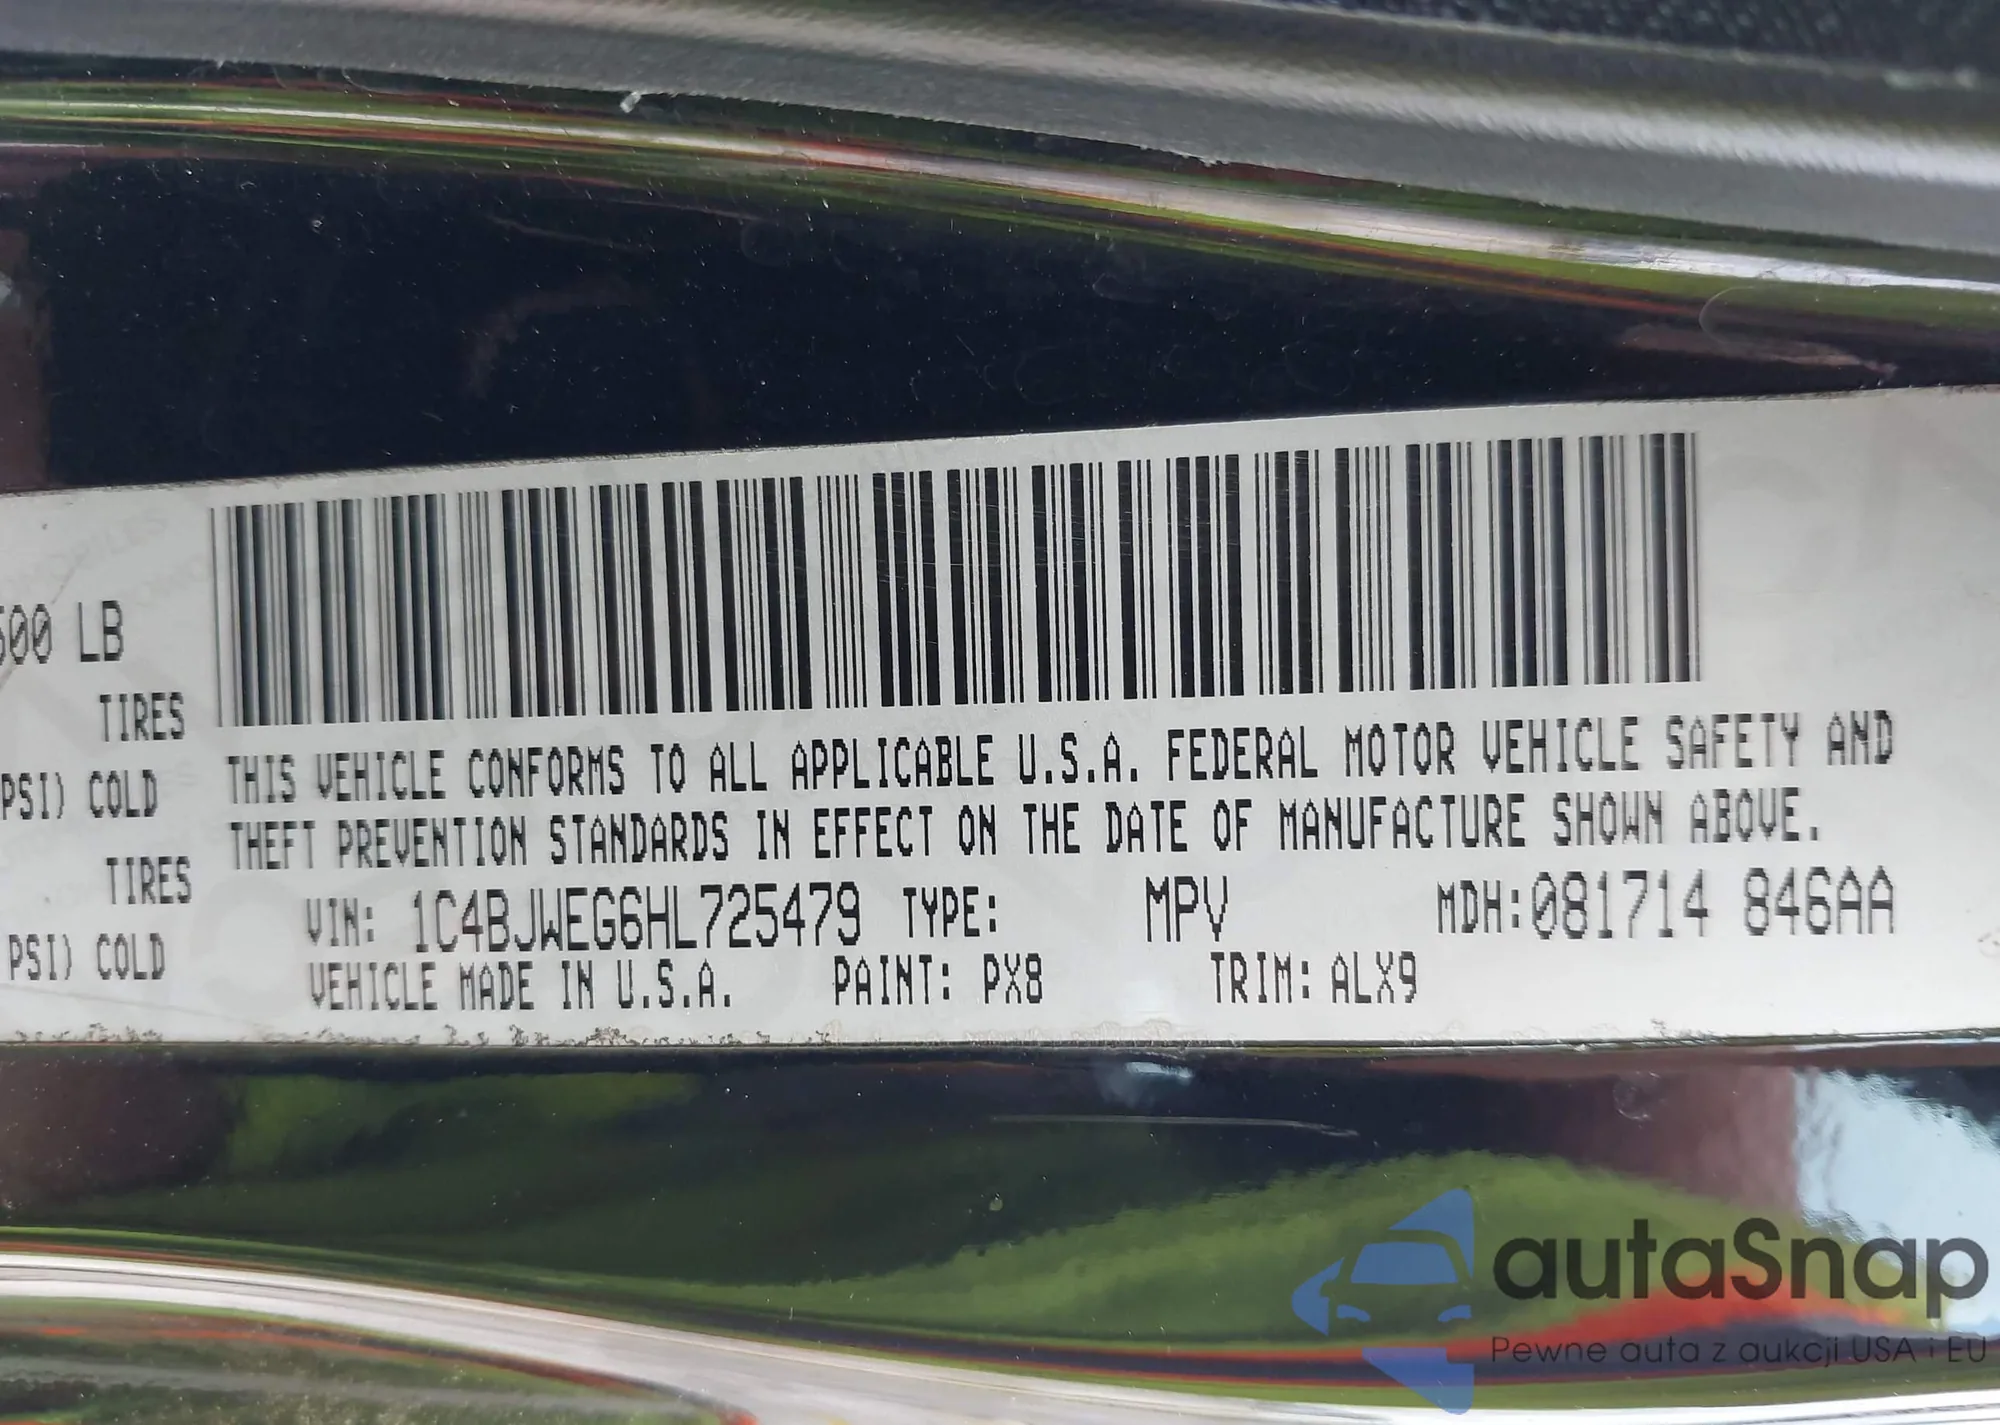 500 LB
TIRES
PSI) COLD
TIRES
PSI) COLD
THIS VEHICLE CONFORMS TO ALL APPLICABLE U.S.A. FEDERAL MOTOR VEHICLE SAFETY AND
THEFT PREVENTION STANDARDS IN EFFECT ON THE DATE OF MANUFACTURE SHOWN ABOVE.
VIN: 1C4BJWEG6HL725479 TYPE: MPV MDH:081714 846AA
VEHICLE MADE IN U.S.A. PAINT: PX8 TRIM: ALX9
autaSnap
Pewne auta z aukcji USA i EU